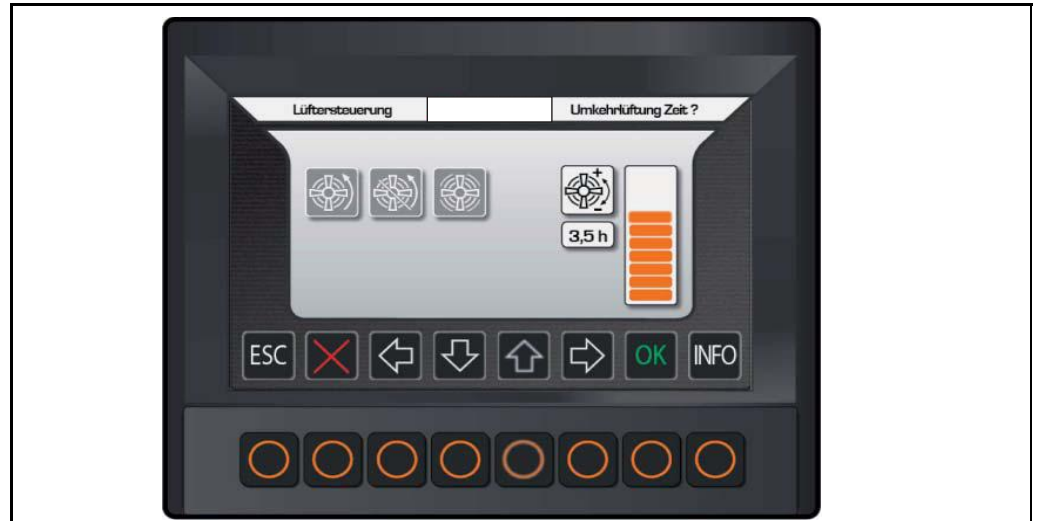 Lüftersteuerung
Umkehrlüftung Zeit ?
+
-
3,5 h
ESC
OK
INFO